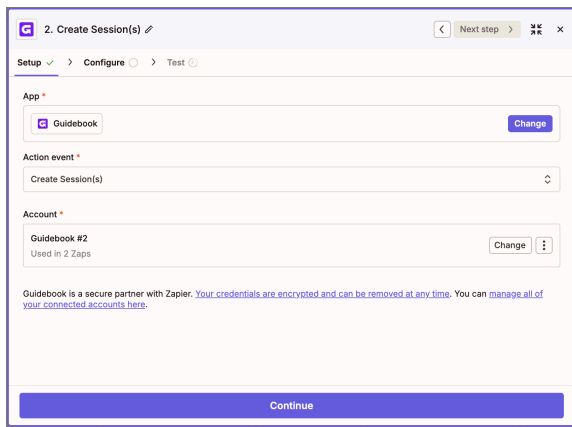 2. Create Session(s)
Next step
Setup
Configure
Test
App *
Guidebook
Change
Action event *
Create Session(s)
Account *
Guidebook #2
Used in 2 Zaps
Change
Guidebook is a secure partner with Zapier. Your credentials are encrypted and can be removed at any time. You can manage all of
your connected accounts here.
Continue